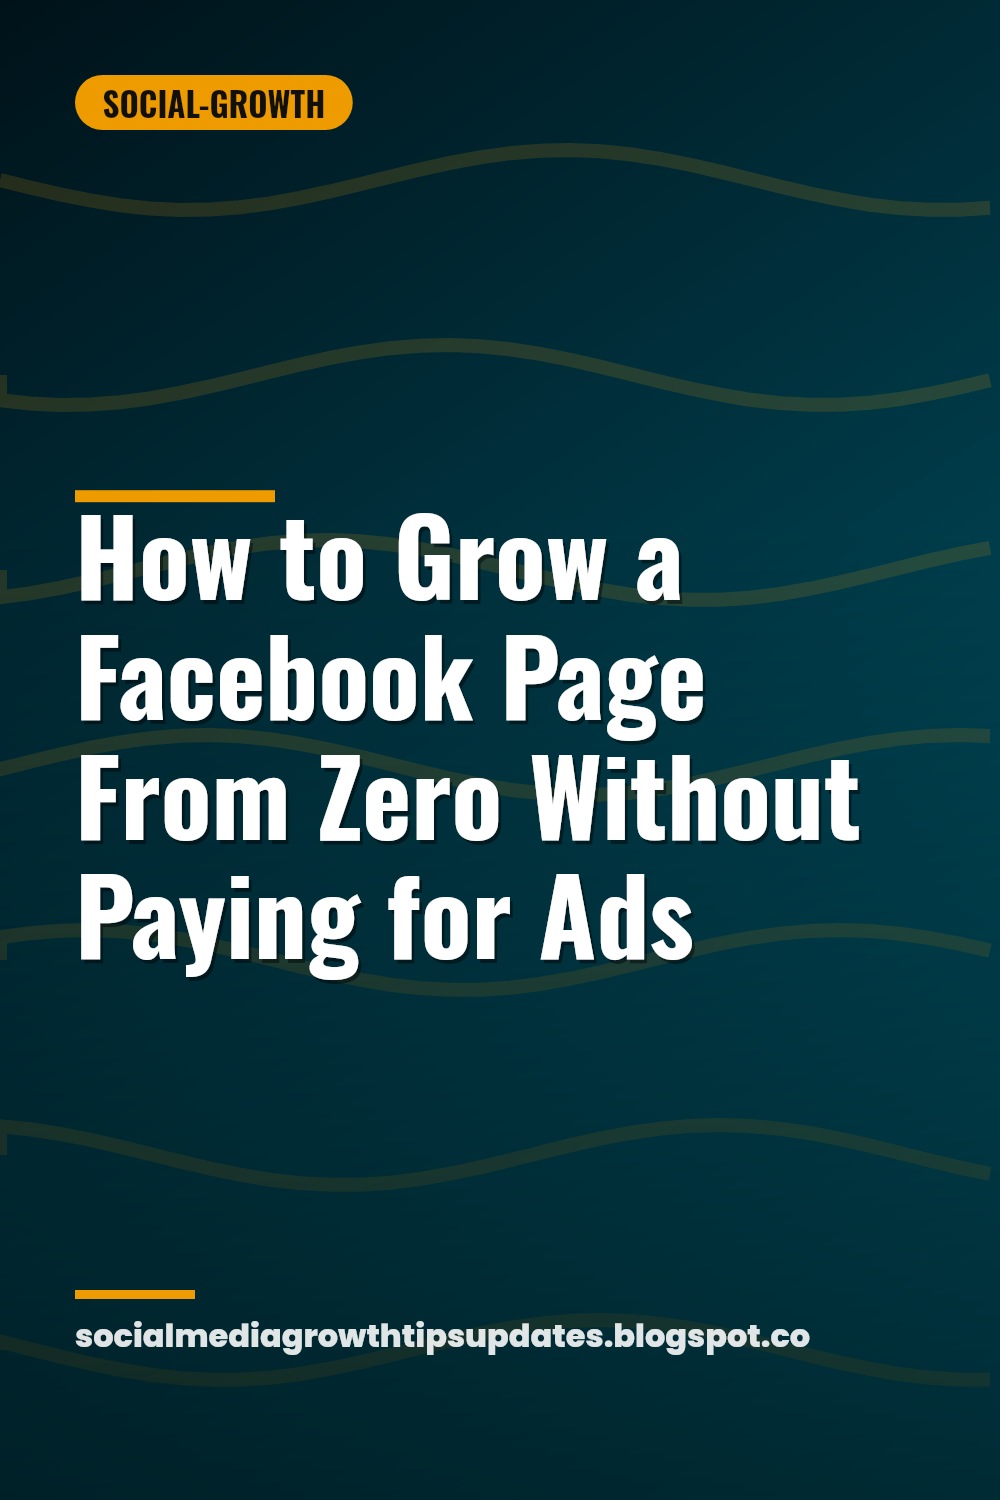 SOCIAL-GROWTH
How to Grow a
Facebook Page
From Zero Without
Paying for Ads
socialmediagrowthtipsupdates.blogspot.co